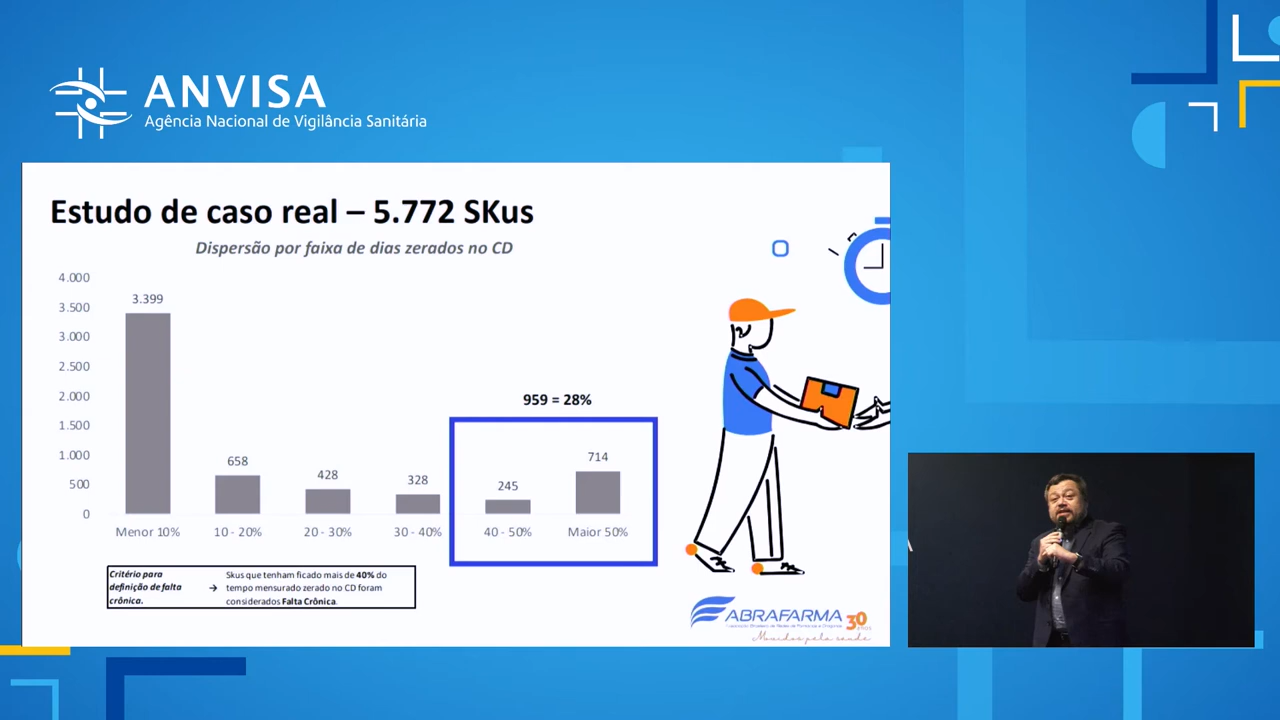 ANVISA
Agência Nacional de Vigilância Sanitária
Estudo de caso real – 5.772 SKus
Dispersão por faixa de dias zerados no CD
4.000
3.500
3.000
2.500
2.000
1.500
1.000
500
0
3.399
658
428
328
245
714
959 = 28%
Menor 10%
10 - 20%
20 - 30%
30 - 40%
40 - 50%
Maior 50%
Critério para
definição de falta
crônica.
→
Skus que tenham ficado mais de 40% do
tempo mensurado zerado no CD foram
considerados Falta Crônica.
ABRAFARMA
30
Movidos pela saúde
A